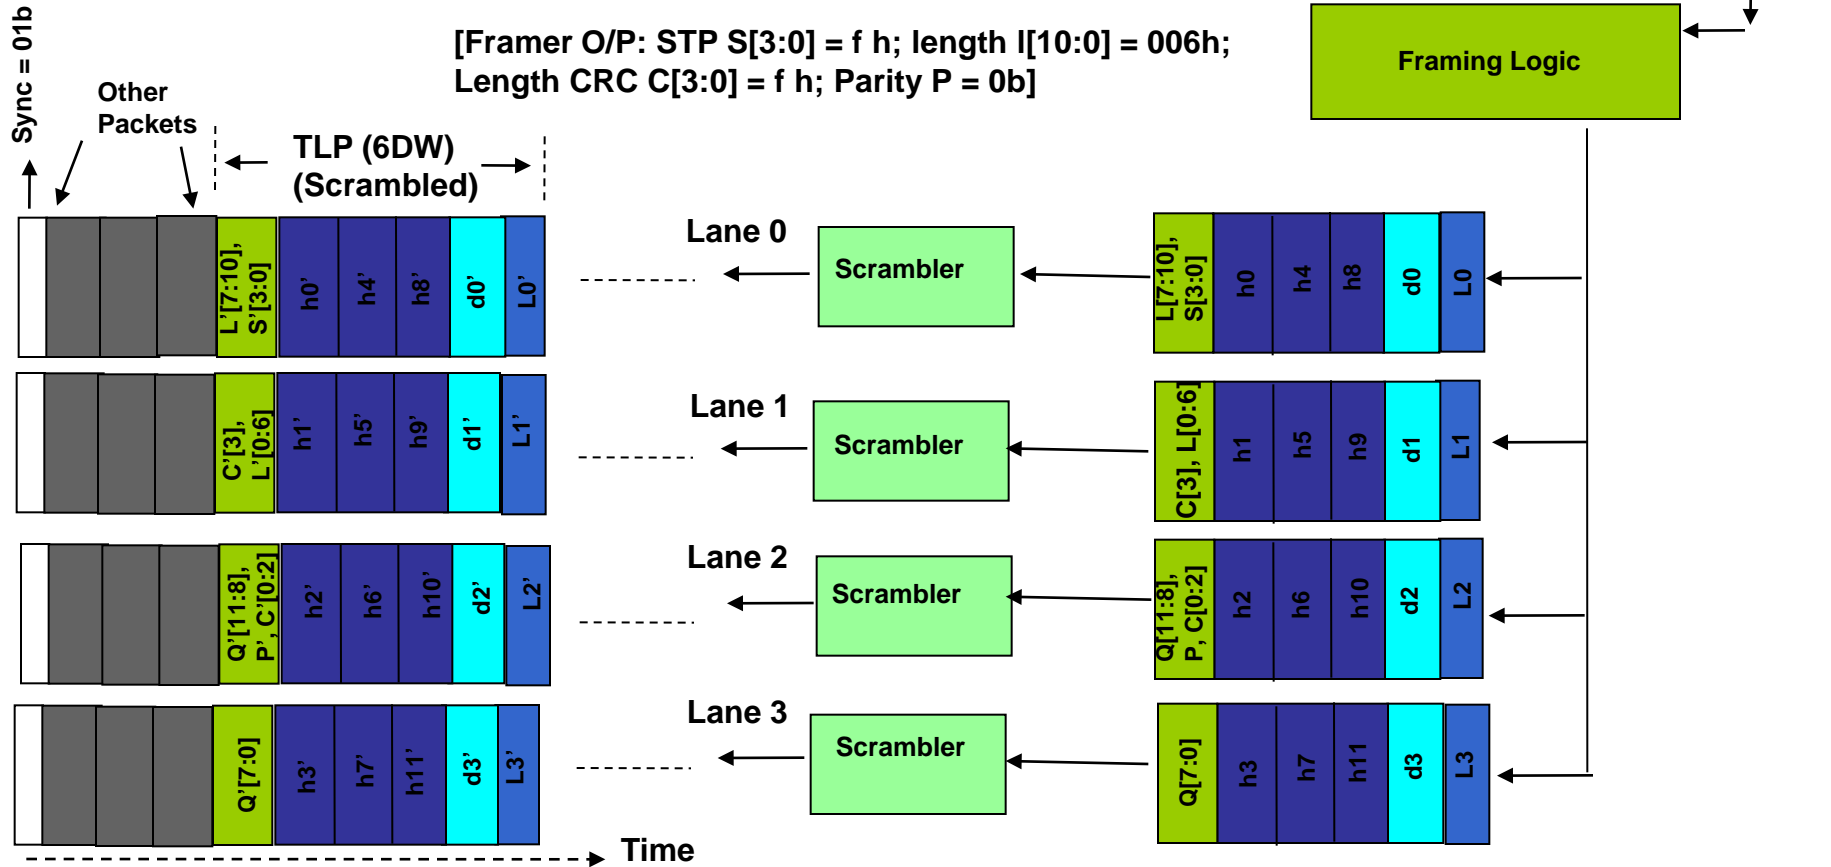 Sync = 01b
Other
Packets
[Framer O/P: STP S[3:0] = f h; length l[10:0] = 006h;
Length CRC C[3:0] = f h; Parity P = 0b]
Framing Logic
TLP (6DW)
(Scrambled)
L'[7:10],
S'[3:0]
h0'
h4'
h8'
d0'
L0'
Lane 0
Scrambler
L[7:10],
S[3:0]
h0
h4
h8
d0
L0
C'[3],
L'[0:6]
h1'
h5'
h9'
d1'
L1'
Lane 1
Scrambler
C[3], L[0:6]
h1
h5
h9
d1
L1
Q'[11:8],
P', C'[0:2]
h2'
h6'
h10'
d2'
L2'
Lane 2
Scrambler
Q[11:8],
P, C[0:2]
h2
h6
h10
d2
L2
Q'[7:0]
h3'
h7'
h11'
d3'
L3'
Lane 3
Scrambler
Q[7:0]
h3
h7
h11
d3
L3
Time